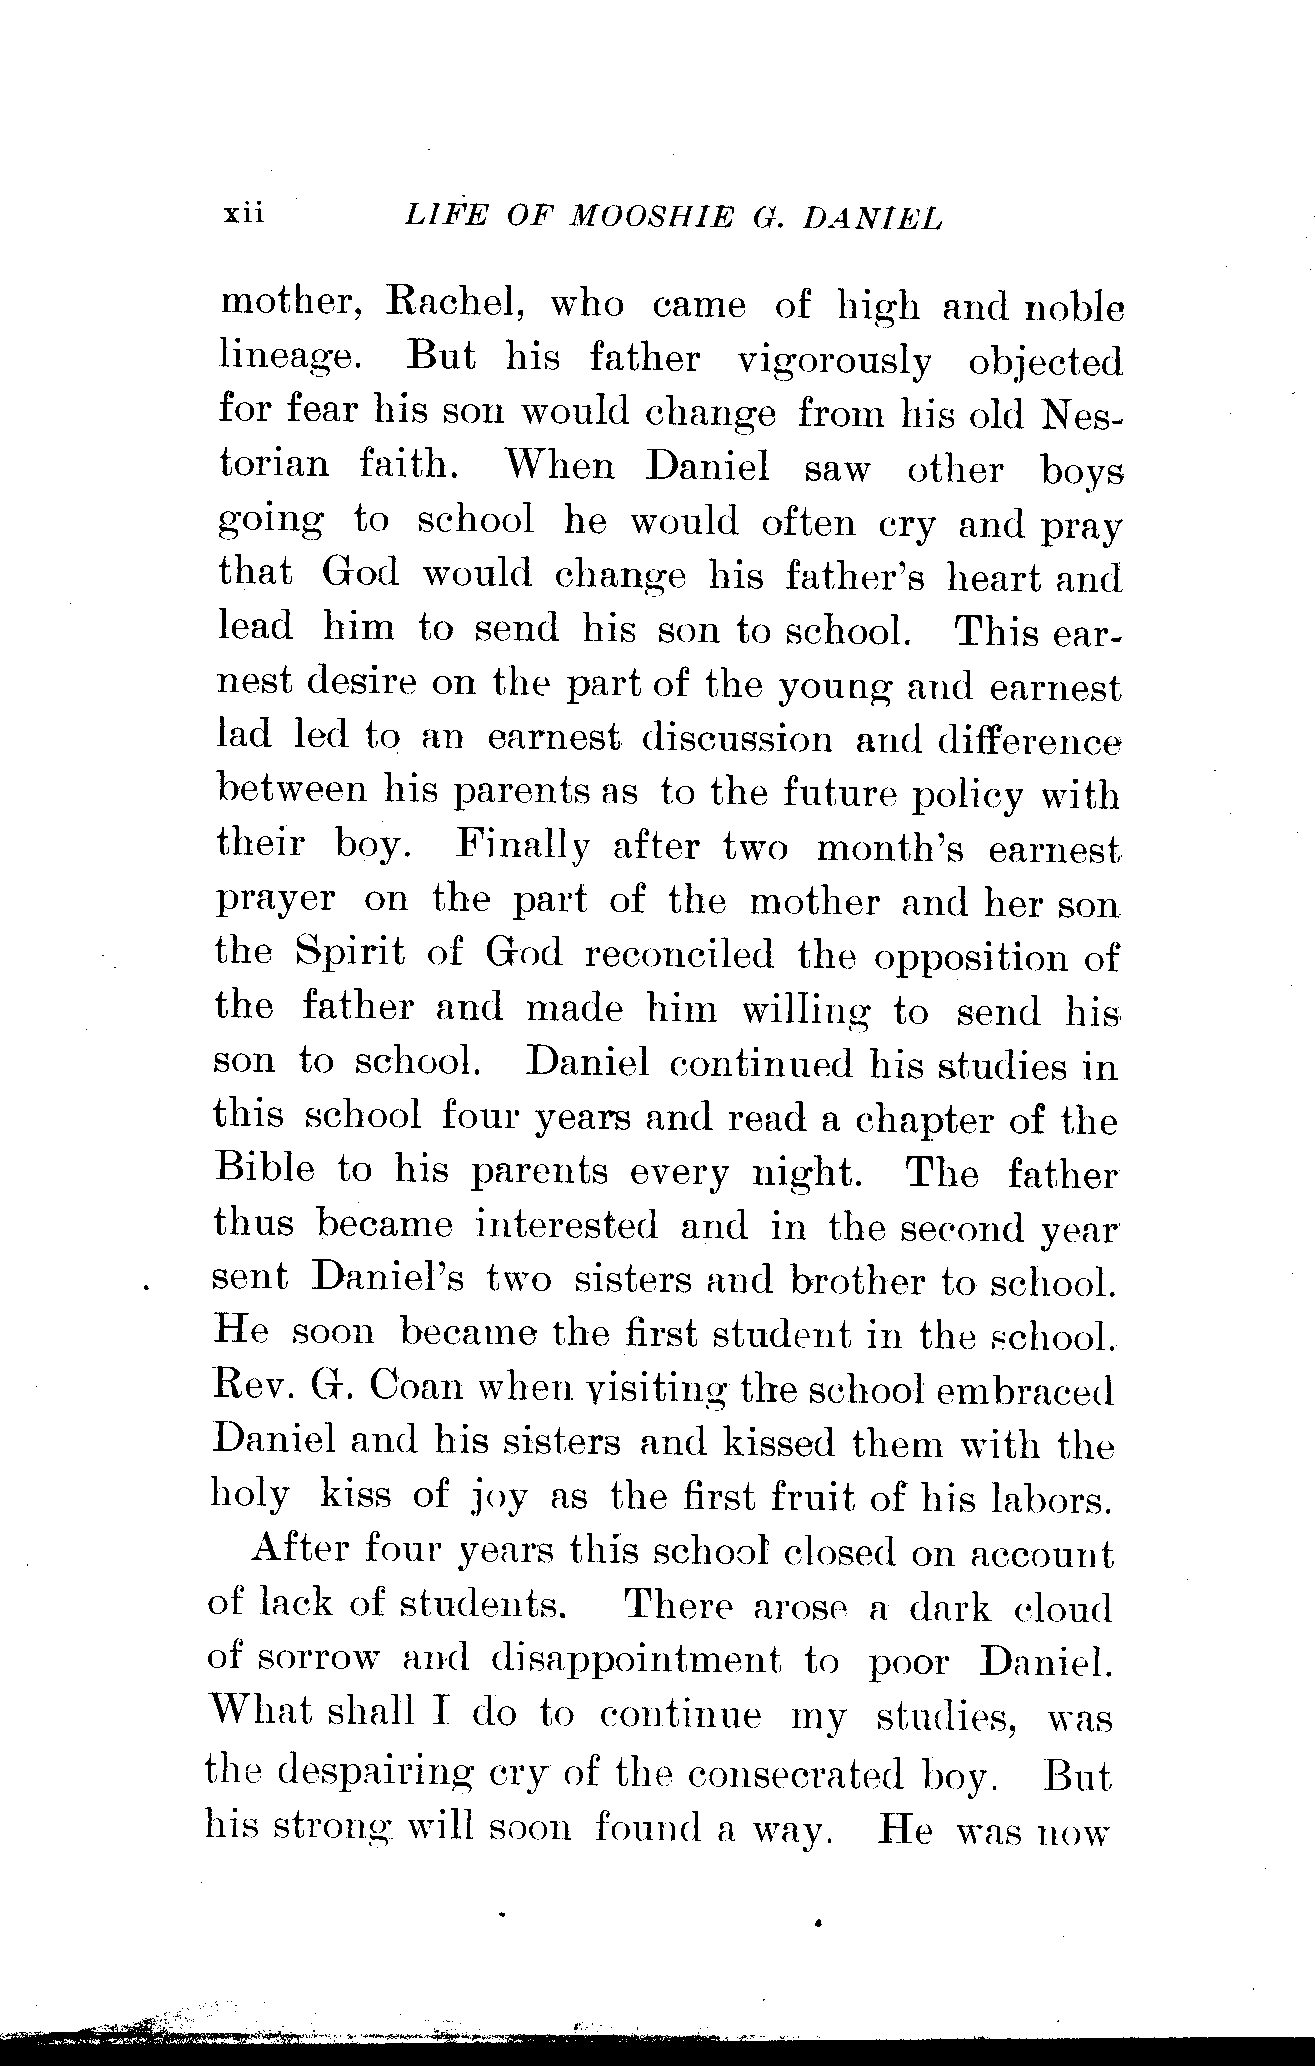 xii LIFE OF MOOSHIE G. DANIEL
mother, Rachel, who came of high and noble
lineage. But his father vigorously objected
for fear his son would change from his old Nes-
torian faith. When Daniel saw other boys
going to school he would often cry and pray
that God would change his father's heart and
lead him to send his son to school. This ear-
nest desire on the part of the young and earnest
lad led to an earnest discussion and difference
between his parents as to the future policy with
their boy. Finally after two month's earnest
prayer on the part of the mother and her son
the Spirit of God reconciled the opposition of
the father and made him willing to send his
son to school. Daniel continued his studies in
this school four years and read a chapter of the
Bible to his parents every night. The father
thus became interested and in the second year
sent Daniel's two sisters and brother to school.
He soon became the first student in the school.
Rev. G. Coan when visiting the school embraced
Daniel and his sisters and kissed them with the
holy kiss of joy as the first fruit of his labors.
After four years this school closed on account
of lack of students. There arose a dark cloud
of sorrow and disappointment to poor Daniel.
What shall I do to continue my studies, was
the despairing cry of the consecrated boy. But
his strong will soon found a way. He was now